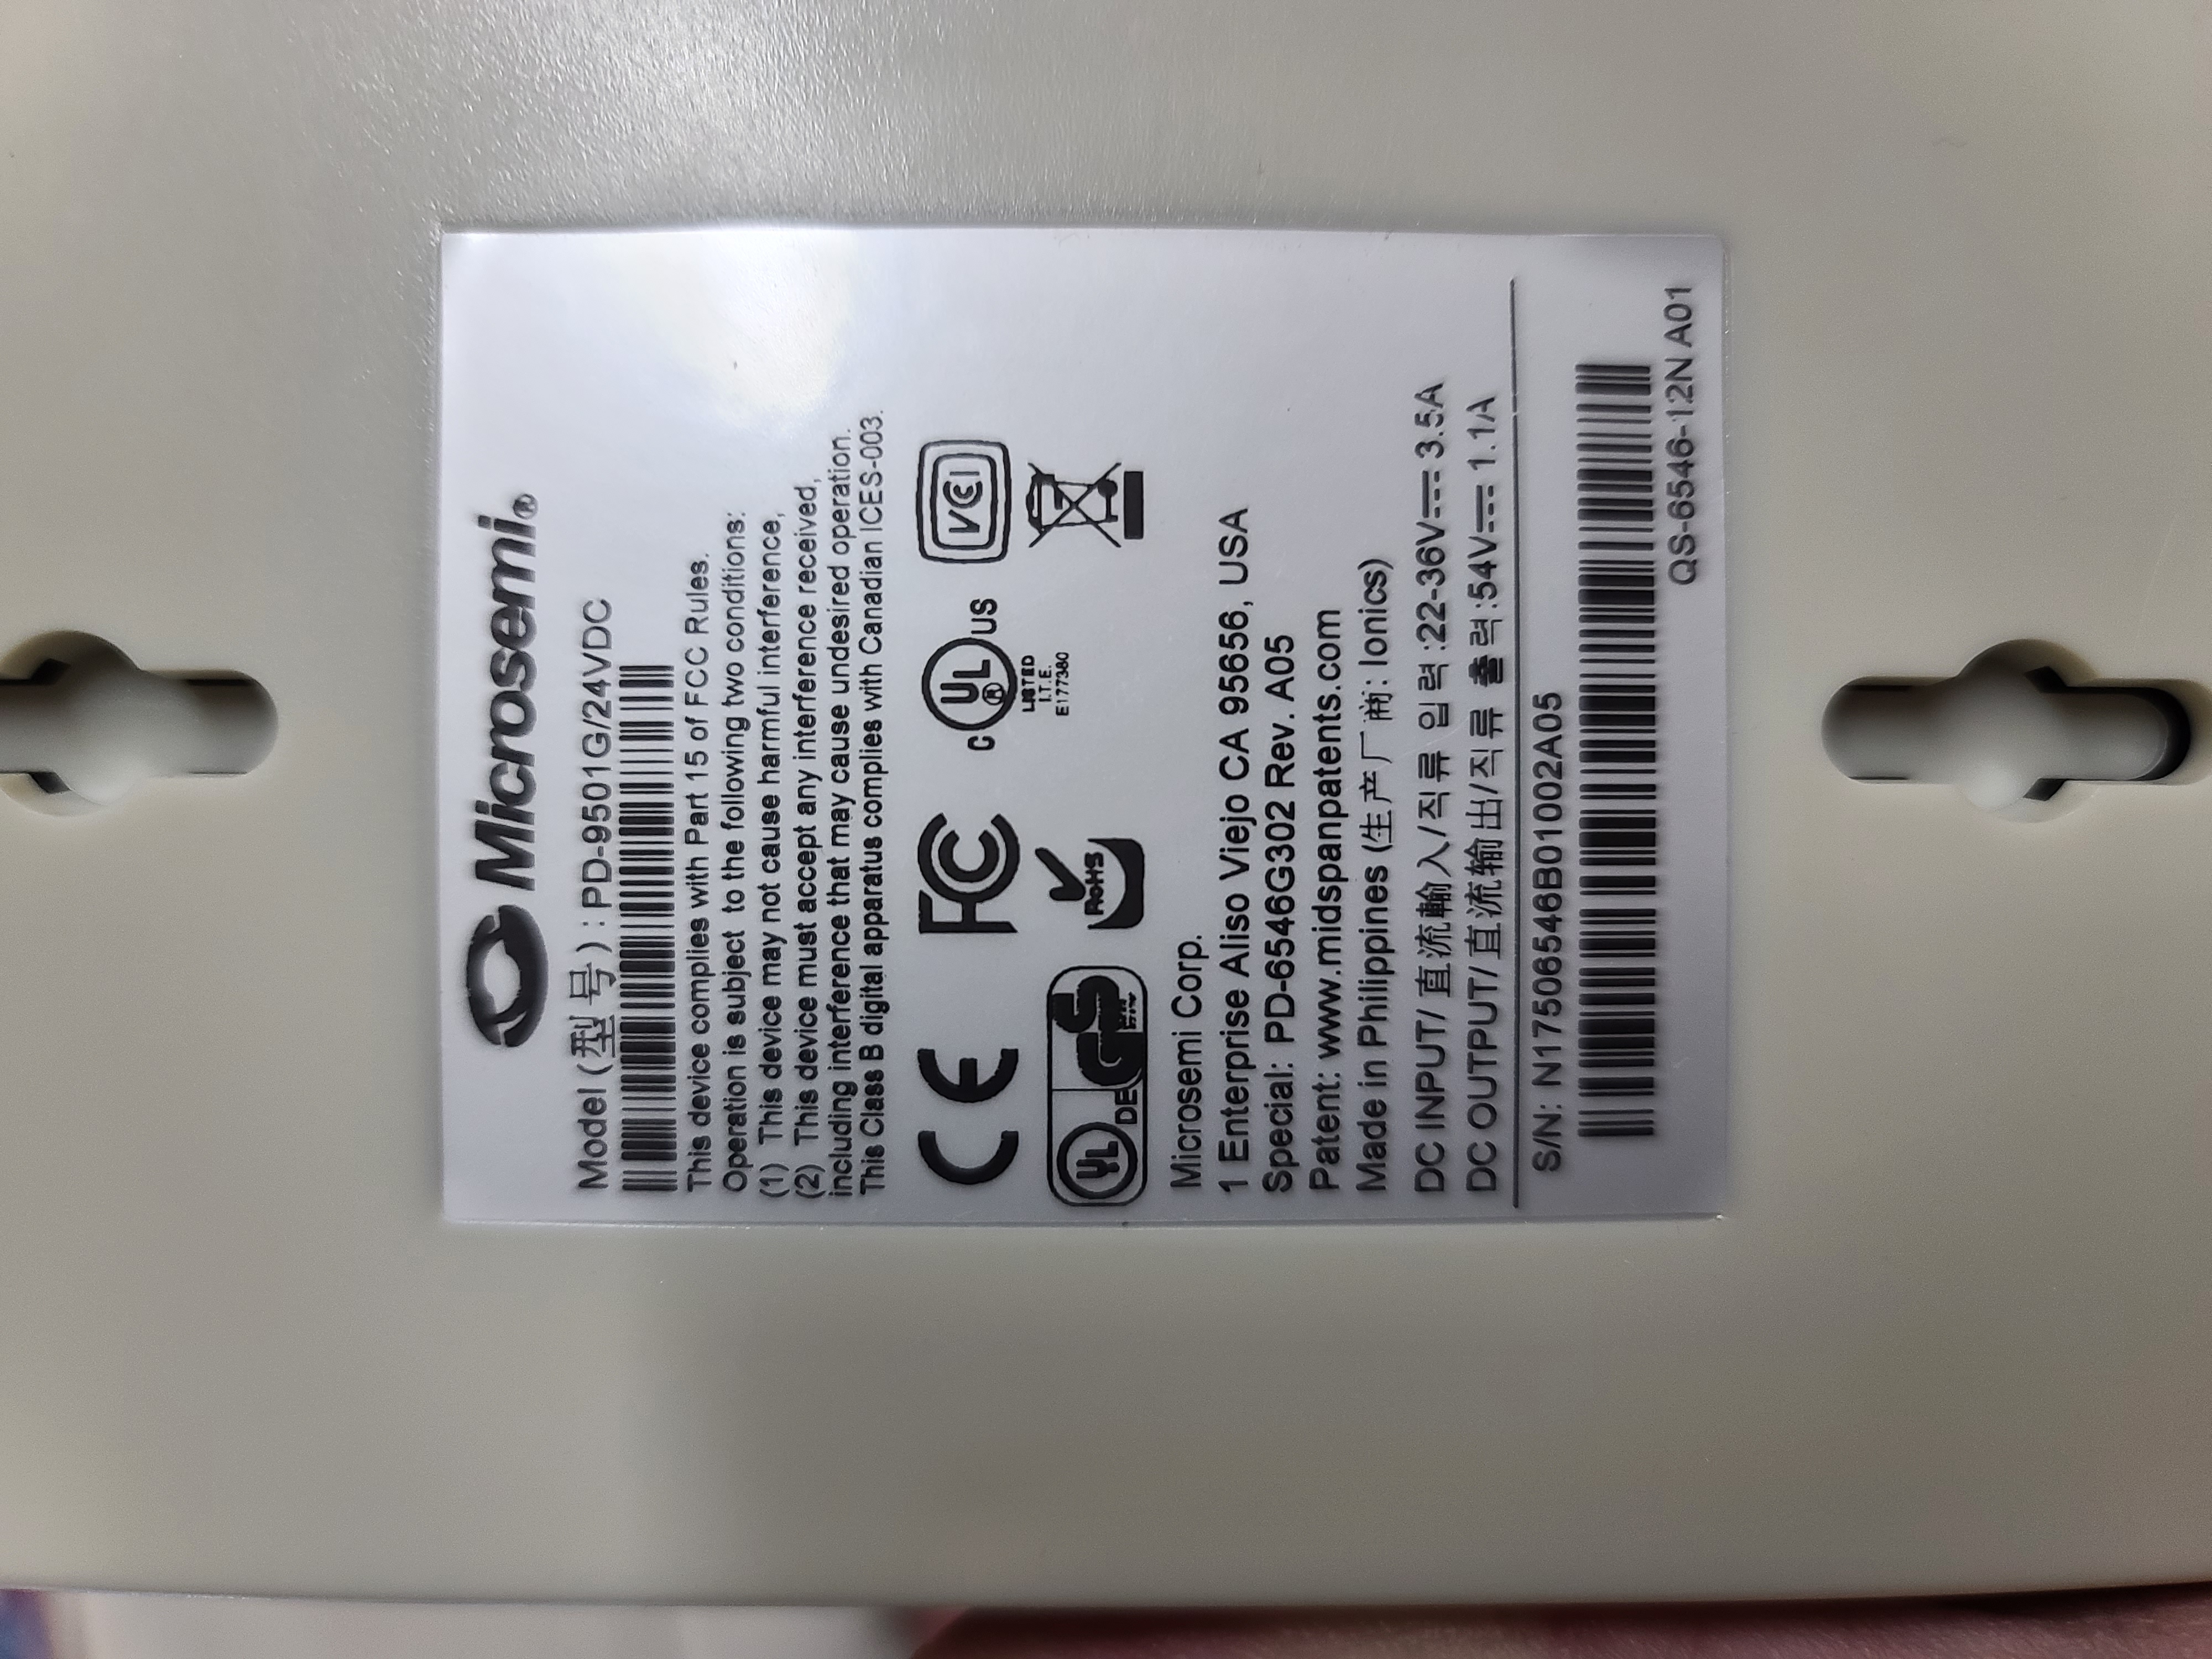 Microsemi®
Model (型号) : PD-9501G/24VDC
This device complies with Part 15 of FCC Rules.
Operation is subject to the following two conditions:
(1) This device may not cause harmful interference,
(2) This device must accept any interference received,
including interference that may cause undesired operation.
This Class B digital apparatus complies with Canadian ICES-003.
CE FC c UL® US VCI
LISTED
I.T.E.
E177380
UL DE GS RoHS
Microsemi Corp.
1 Enterprise Aliso Viejo CA 95656, USA
Special: PD-6546G302 Rev. A05
Patent: www.midspanpatents.com
Made in Philippines (生产厂商: Ionics)
DC INPUT/ 直流輸入/직류 입력:22-36V⎓ 3.5A
DC OUTPUT/直流输出/직류 출력:54V⎓ 1.1A
S/N: N17506546B01002A05
QS-6546-12N A01